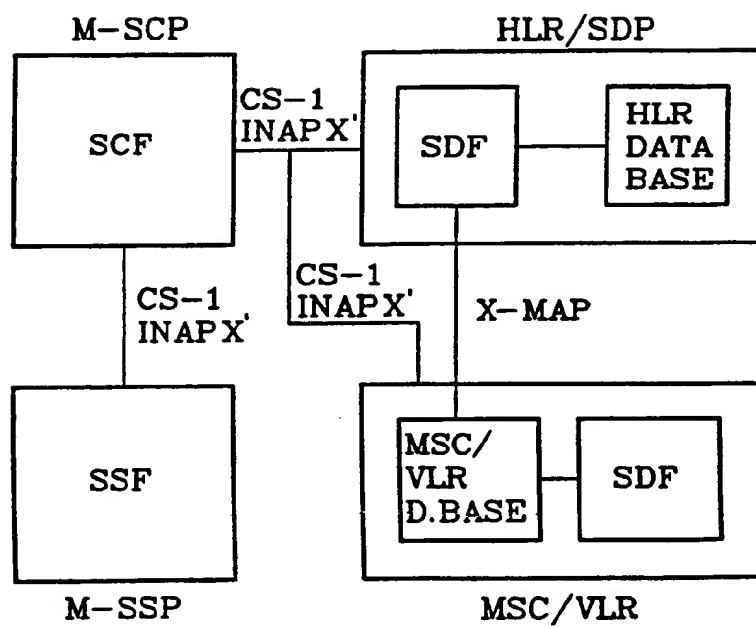 M-SCP
HLR/SDP
SCF
CS-1
INAPX'
SDF
HLR
DATA
BASE
CS-1
INAPX'
CS-1
INAPX'
X-MAP
SSF
MSC/
VLR
D.BASE
SDF
M-SSP
MSC/VLR